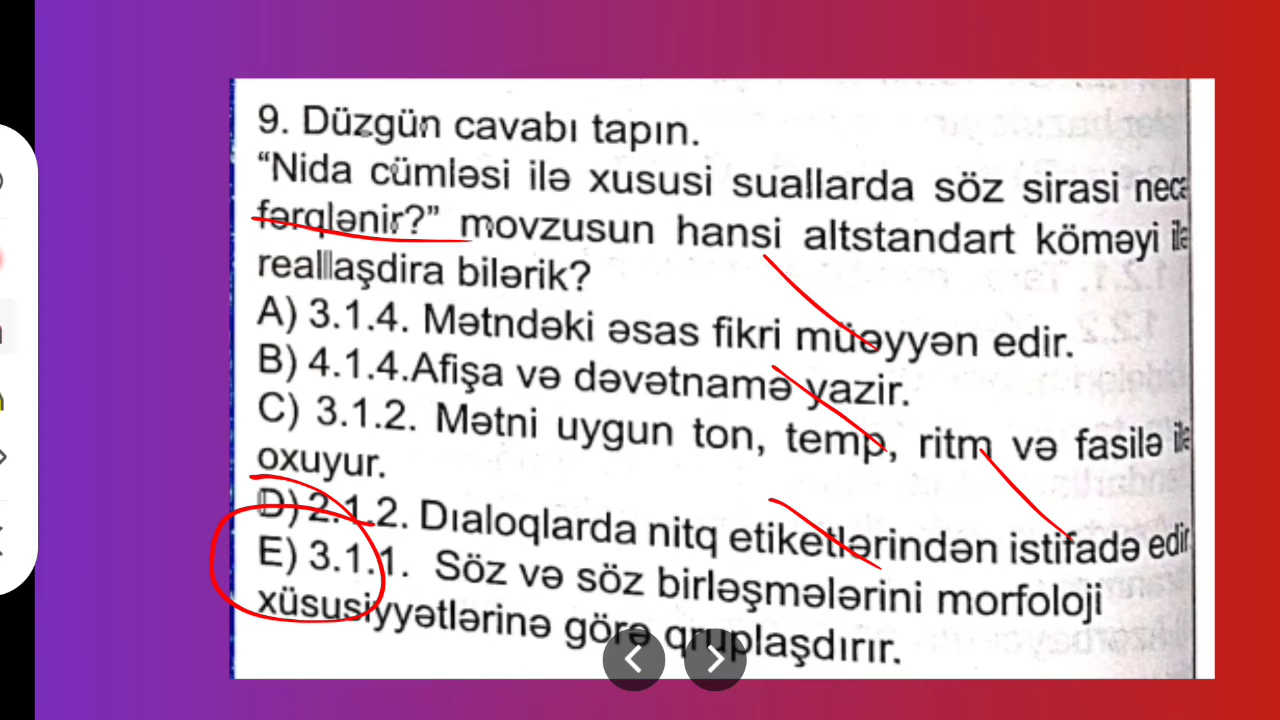 9. Düzgün cavabı tapın.
“Nida cümləsi ilə xususi suallarda söz sirasi necə
fərqlənir?” movzusun hansi altstandart köməyi ilə
reallaşdira bilərik?
A) 3.1.4. Mətndəki əsas fikri müəyyən edir.
B) 4.1.4.Afişa və dəvətnamə yazir.
C) 3.1.2. Mətni uygun ton, temp, ritm və fasilə ilə
oxuyur.
D) 2.1.2. Dıaloqlarda nitq etiketlərindən istifadə edir
E) 3.1.1. Söz və söz birləşmələrini morfoloji
xüsusiyyətlərinə görə qruplaşdırır.